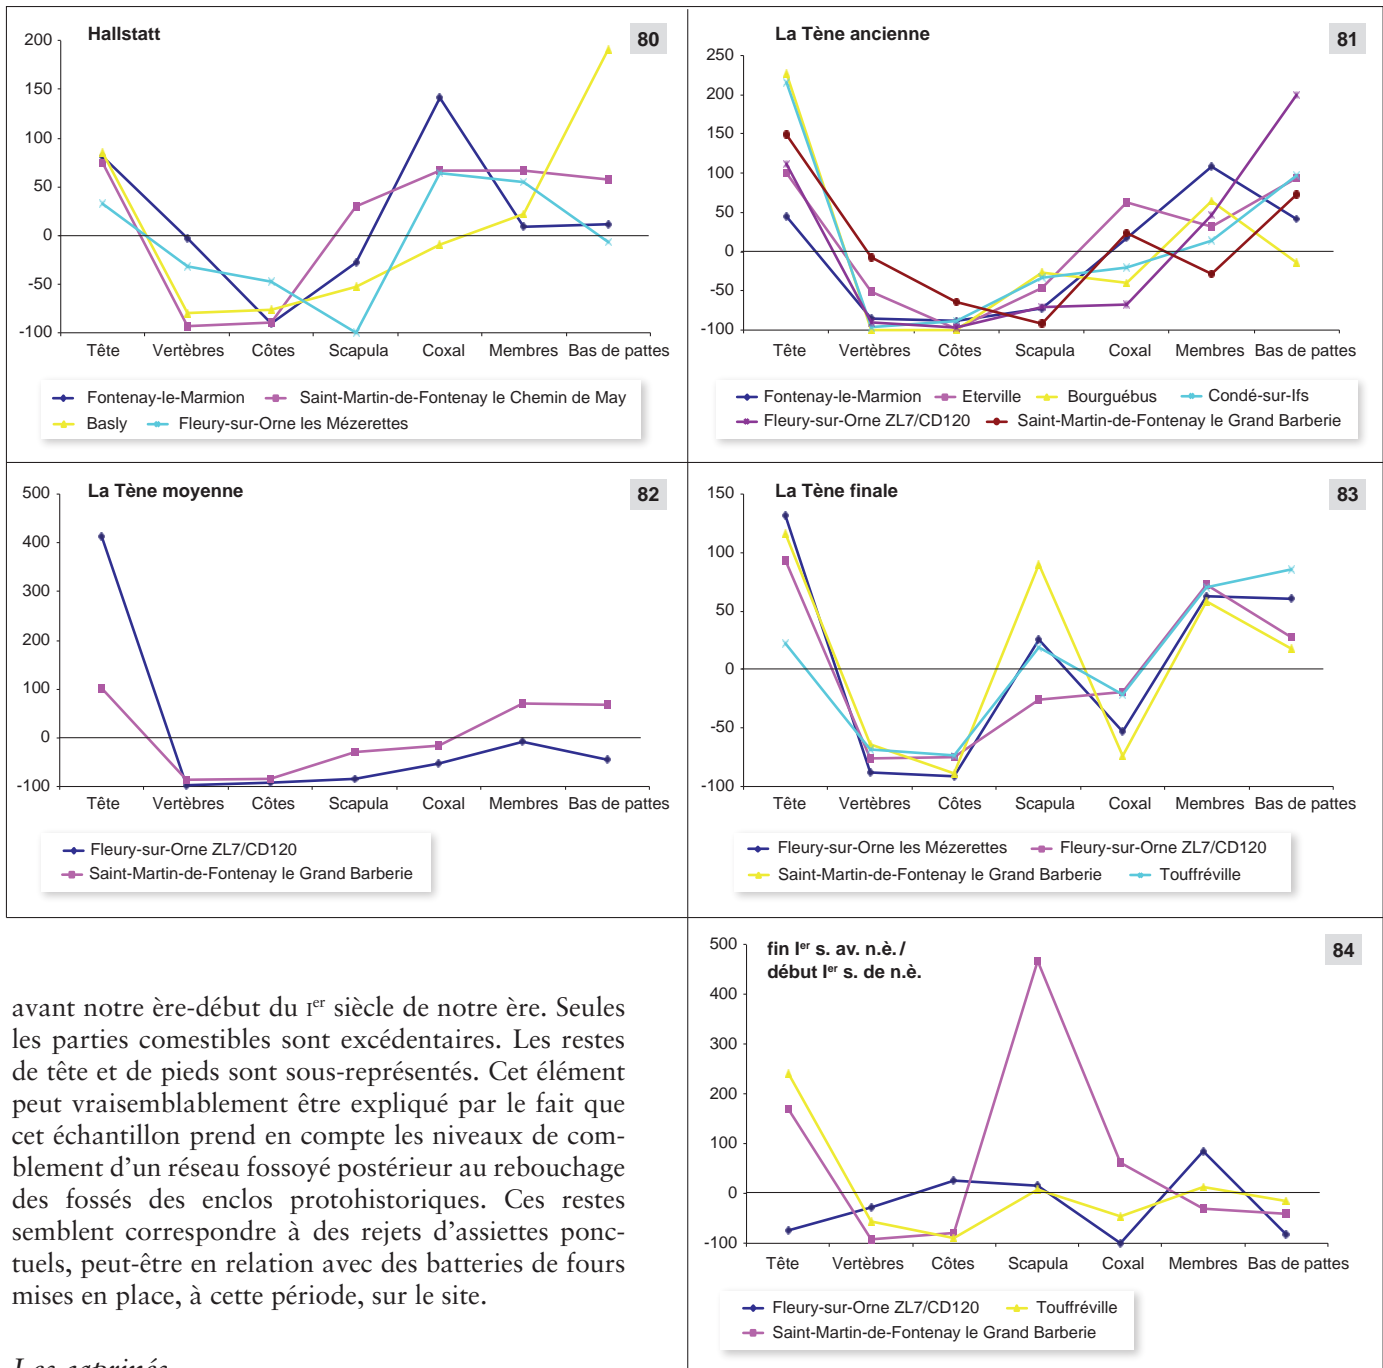 Hallstatt
80
200
150
100
50
0
-50
-100
Tête Vertèbres Côtes Scapula Coxal Membres Bas de pattes
Fontenay-le-Marmion Saint-Martin-de-Fontenay le Chemin de May
Basly Fleury-sur-Orne les Mézerettes
La Tène ancienne
81
250
200
150
100
50
0
-50
-100
Tête Vertèbres Côtes Scapula Coxal Membres Bas de pattes
Fontenay-le-Marmion Eterville Bourguébus Condé-sur-Ifs
Fleury-sur-Orne ZL7/CD120 Saint-Martin-de-Fontenay le Grand Barberie
La Tène moyenne
82
500
400
300
200
100
0
-100
Tête Vertèbres Côtes Scapula Coxal Membres Bas de pattes
Fleury-sur-Orne ZL7/CD120
Saint-Martin-de-Fontenay le Grand Barberie
La Tène finale
83
150
100
50
0
-50
-100
Tête Vertèbres Côtes Scapula Coxal Membres Bas de pattes
Fleury-sur-Orne les Mézerettes Fleury-sur-Orne ZL7/CD120
Saint-Martin-de-Fontenay le Grand Barberie Touffréville
avant notre ère-début du Ier siècle de notre ère. Seules
les parties comestibles sont excédentaires. Les restes
de tête et de pieds sont sous-représentés. Cet élément
peut vraisemblablement être expliqué par le fait que
cet échantillon prend en compte les niveaux de com-
blement d'un réseau fossoyé postérieur au rebouchage
des fossés des enclos protohistoriques. Ces restes
semblent correspondre à des rejets d'assiettes ponc-
tuels, peut-être en relation avec des batteries de fours
mises en place, à cette période, sur le site.
Les caprinés
fin Ier s. av. n.è. /
début Ier s. de n.è.
84
500
400
300
200
100
0
-100
Tête Vertèbres Côtes Scapula Coxal Membres Bas de pattes
Fleury-sur-Orne ZL7/CD120 Touffréville
Saint-Martin-de-Fontenay le Grand Barberie